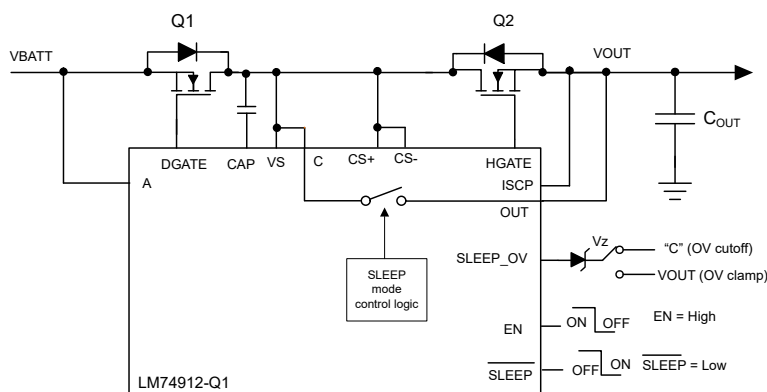 Q1
Q2
VBATT
VOUT
C_OUT
DGATE
CAP
VS
C
CS+
CS-
HGATE
A
ISCP
OUT
SLEEP
mode
control logic
SLEEP_OV
Vz
“C” (OV cutoff)
VOUT (OV clamp)
EN
ON
OFF
EN = High
SLEEP
OFF
ON
SLEEP = Low
LM74912-Q1